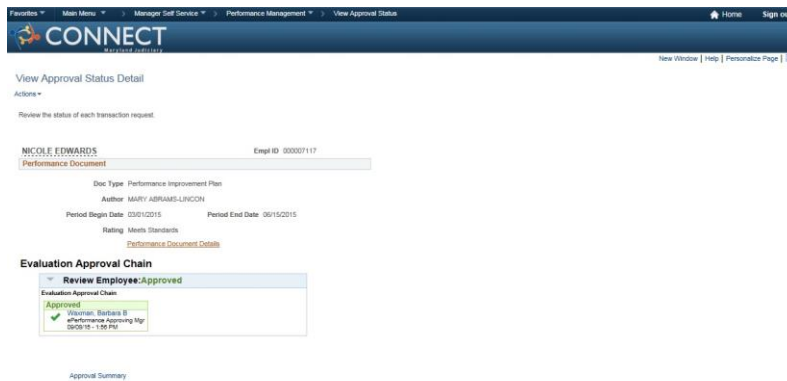 Favorites Main Menu > Manager Self Service > Performance Management > View Approval Status Home Sign ou
CONNECT
Maryland Judiciary
New Window | Help | Personalize Page |
View Approval Status Detail
Actions
Review the status of each transaction request.
NICOLE EDWARDS Empl ID 000007117
Performance Document
Doc Type Performance Improvement Plan
Author MARY ABRAMS-LINCON
Period Begin Date 03/01/2015 Period End Date 06/15/2015
Rating Meets Standards
Performance Document Details
Evaluation Approval Chain
Review Employee:Approved
Evaluation Approval Chain
Approved
Waxman, Barbara B
ePerformance Approving Mgr
09/09/15 - 1:56 PM
Approval Summary